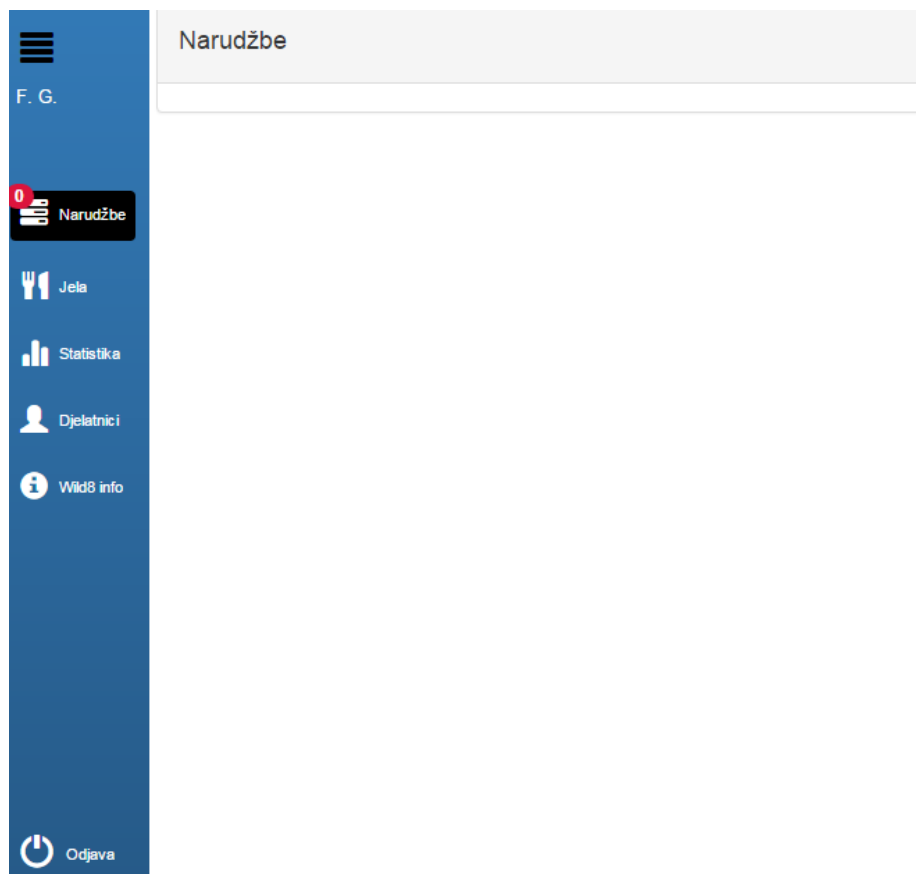 Narudžbe
F. G.
0
Narudžbe
Jela
Statistika
Djelatnici
Wild8 info
Odjava